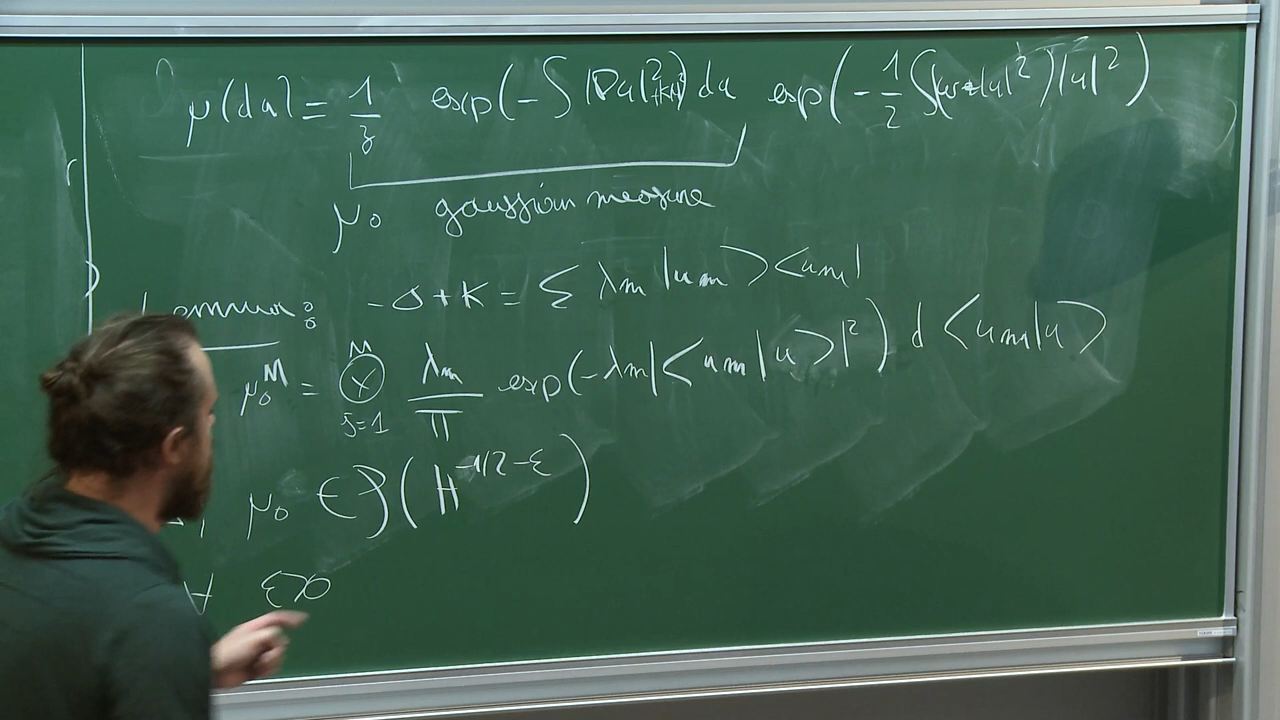 μ(du) = 1/z exp(-∫ |∇u|²+K|u|²) du exp(-1/2 ∫(w*|u|²)|u|²)
μ₀ gaussian measure
Lemma: -Δ+K = Σ λm |um><um|
μ₀^M = ⊗_{j=1}^{M} λm/π exp(-λm|<um|u>|²) d<um|u>
μ₀ ∈ P(H^{-1/2-ε})
∀ ε>0